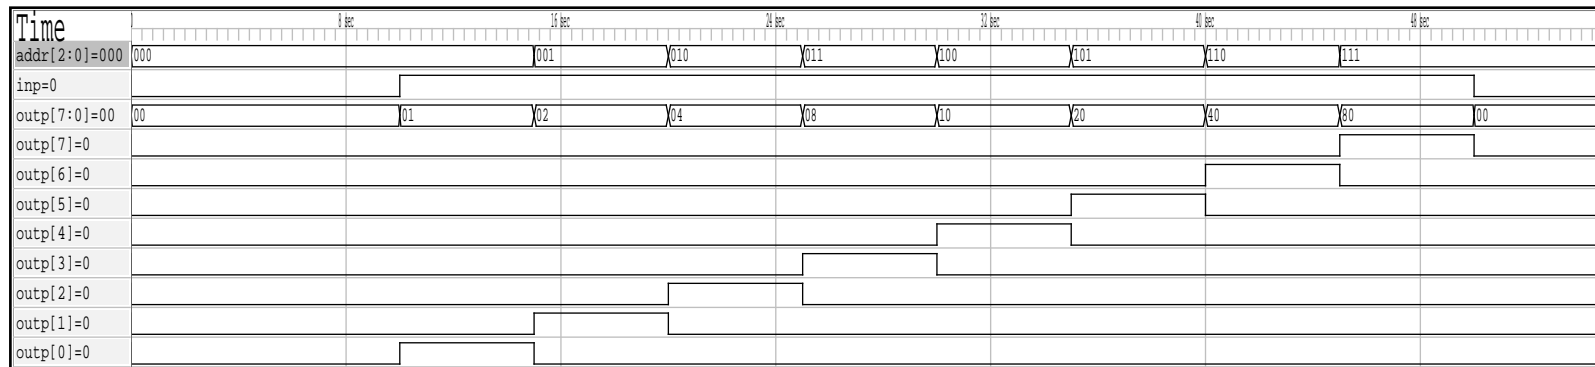 Time 8 sec 16 sec 24 sec 32 sec 40 sec 48 sec
addr[2:0]=000 000 001 010 011 100 101 110 111
inp=0
outp[7:0]=00 00 01 02 04 08 10 20 40 80 00
outp[7]=0
outp[6]=0
outp[5]=0
outp[4]=0
outp[3]=0
outp[2]=0
outp[1]=0
outp[0]=0